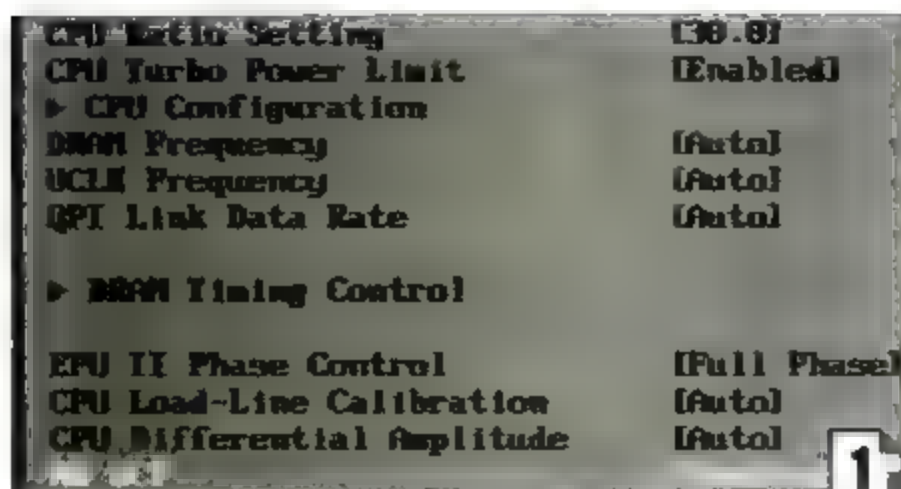 CPU Ratio Setting [30.0]
CPU Turbo Power Limit [Enabled]
▶ CPU Configuration
DRAM Frequency [Auto]
UCLK Frequency [Auto]
QPI Link Data Rate [Auto]
▶ DRAM Timing Control
EPU II Phase Control [Full Phase]
CPU Load-Line Calibration [Auto]
CPU Differential Amplitude [Auto]
1